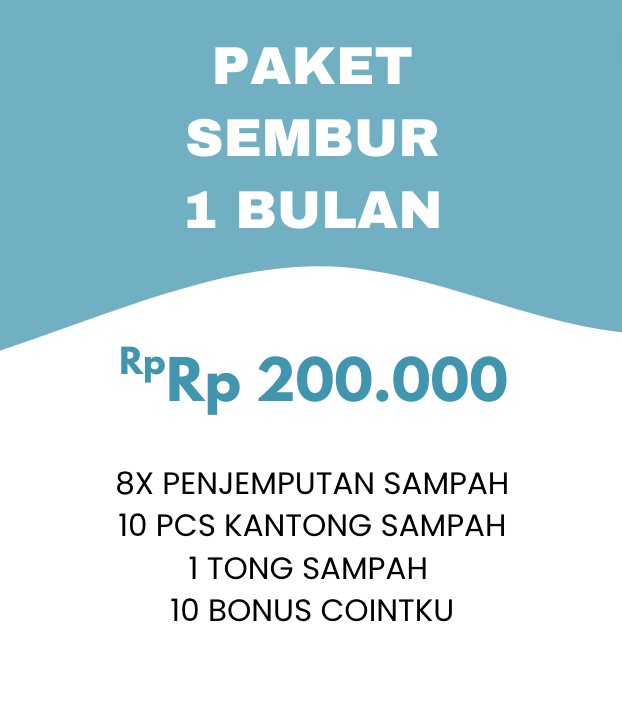 PAKET
SEMBUR
1 BULAN
RpRp 200.000
8X PENJEMPUTAN SAMPAH
10 PCS KANTONG SAMPAH
1 TONG SAMPAH
10 BONUS COINTKU